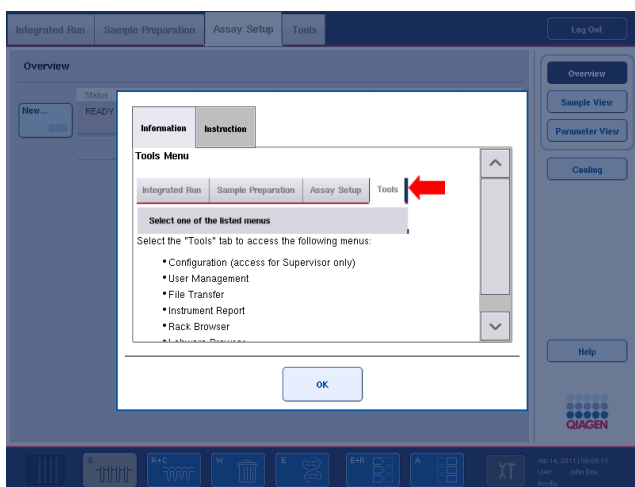 Integrated Run Sample Preparation Assay Setup Tools Log Out
Overview
Overview
Status
New...
READY
Sample View
Parameter View
Cooling
Information Instruction
Tools Menu
Integrated Run Sample Preparation Assay Setup Tools
Select one of the listed menus
Select the "Tools" tab to access the following menus:
• Configuration (access for Supervisor only)
• User Management
• File Transfer
• Instrument Report
• Rack Browser
OK
Help
QIAGEN
S R+C W E E+R A
Jun 14, 2011 | 08:09:15
User: John Doe